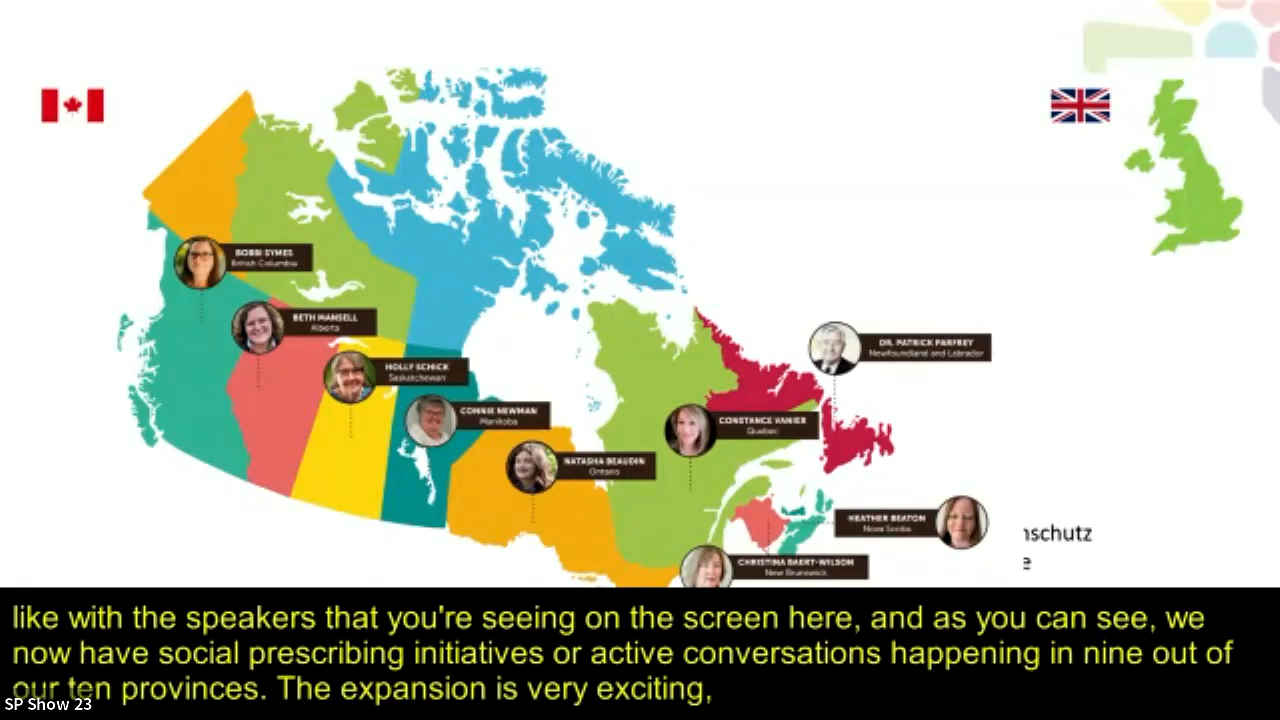 BOBBI SYMES
British Columbia
BETH MANSELL
Alberta
DR. PATRICK PARFREY
Newfoundland and Labrador
HOLLY SCHICK
Saskatchewan
CONNIE NEWMAN
Manitoba
CONSTANCE VANIER
Quebec
NATASHA BEAUDIN
Ontario
HEATHER BEATON
Nova Scotia
nschutz
e
CHRISTINA BAERT-WILSON
New Brunswick
like with the speakers that you're seeing on the screen here, and as you can see, we
now have social prescribing initiatives or active conversations happening in nine out of
our ten provinces. The expansion is very exciting,
SP Show 23